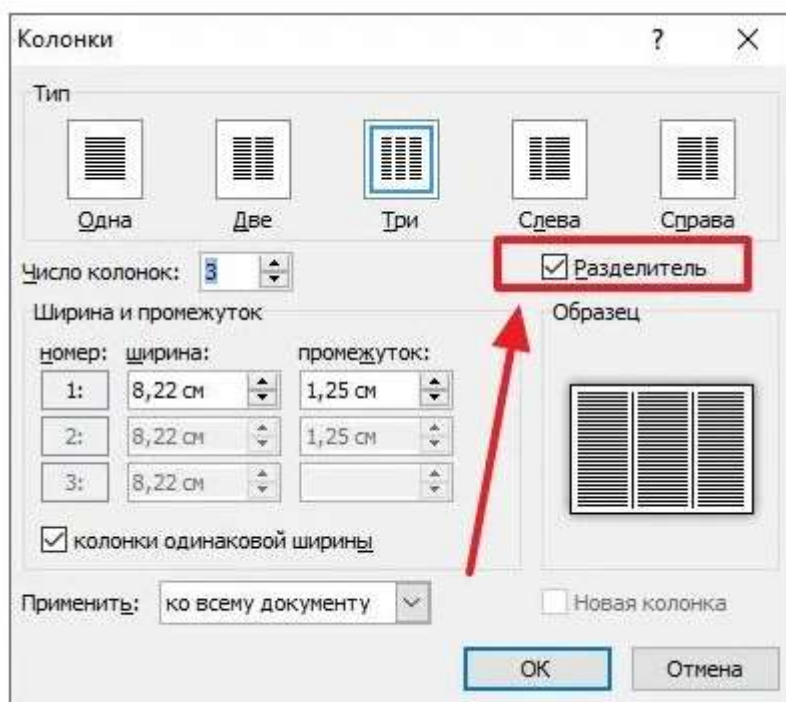 Колонки ?
Тип
Одна Две Три Слева Справа
Число колонок: 3 Разделитель
Ширина и промежуток Образец
номер: ширина: промежуток:
1: 8,22 см 1,25 см
2: 8,22 см 1,25 см
3: 8,22 см
колонки одинаковой ширины
Применить: ко всему документу Новая колонка
ОК Отмена